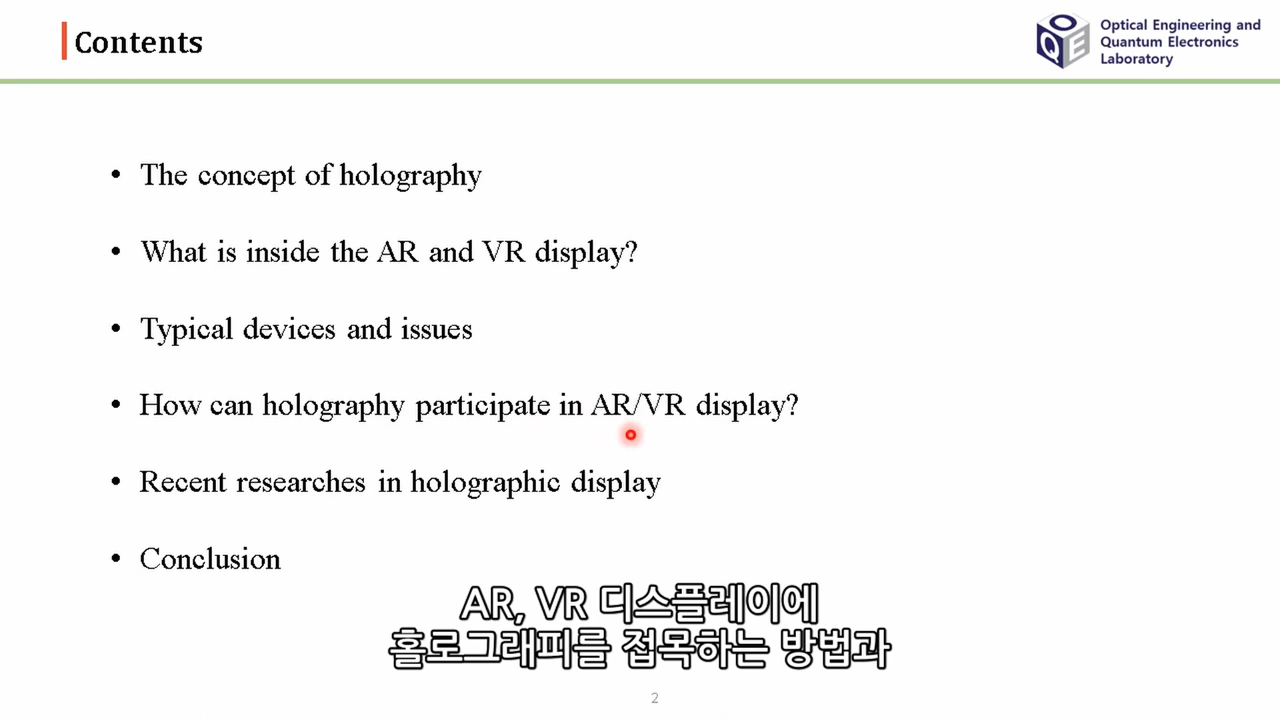 Contents
OQE
Optical Engineering and
Quantum Electronics
Laboratory
• The concept of holography
• What is inside the AR and VR display?
• Typical devices and issues
• How can holography participate in AR/VR display?
• Recent researches in holographic display
• Conclusion
AR, VR 디스플레이에
홀로그래피를 접목하는 방법과
2